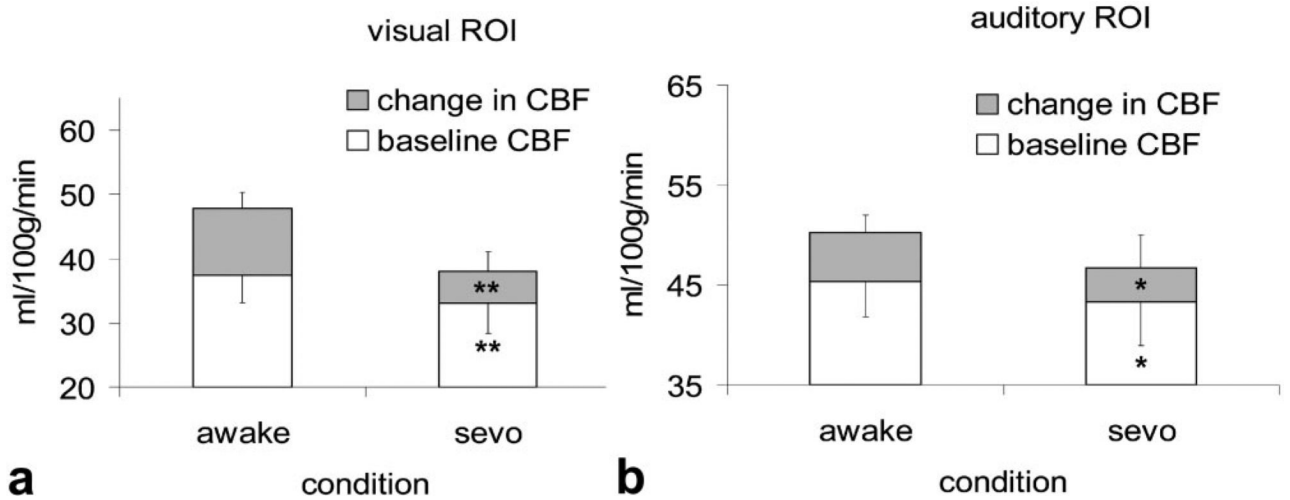 visual ROI
change in CBF
baseline CBF
ml/100g/min
60
50
40
30
20
**
**
awake
sevo
condition
a
auditory ROI
change in CBF
baseline CBF
ml/100g/min
65
55
45
35
*
*
awake
sevo
condition
b